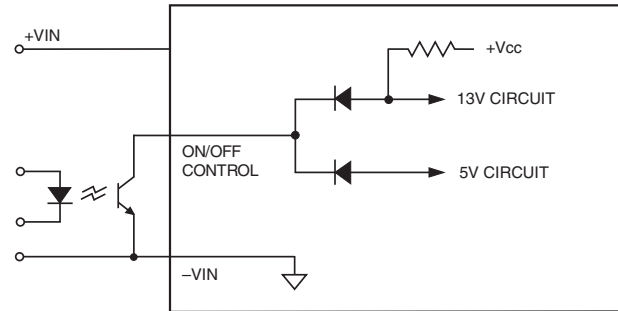 +VIN
+Vcc
13V CIRCUIT
ON/OFF
CONTROL
5V CIRCUIT
–VIN